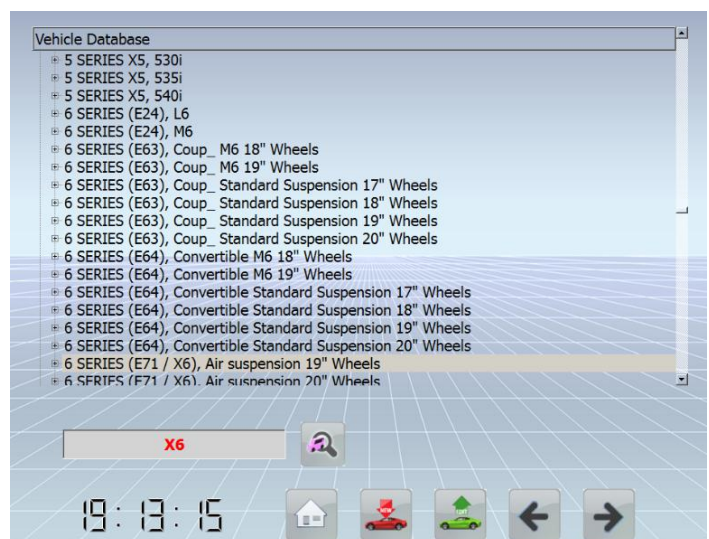 Vehicle Database
5 SERIES X5, 530i
5 SERIES X5, 535i
5 SERIES X5, 540i
6 SERIES (E24), L6
6 SERIES (E24), M6
6 SERIES (E63), Coup_ M6 18" Wheels
6 SERIES (E63), Coup_ M6 19" Wheels
6 SERIES (E63), Coup_ Standard Suspension 17" Wheels
6 SERIES (E63), Coup_ Standard Suspension 18" Wheels
6 SERIES (E63), Coup_ Standard Suspension 19" Wheels
6 SERIES (E63), Coup_ Standard Suspension 20" Wheels
6 SERIES (E64), Convertible M6 18" Wheels
6 SERIES (E64), Convertible M6 19" Wheels
6 SERIES (E64), Convertible Standard Suspension 17" Wheels
6 SERIES (E64), Convertible Standard Suspension 18" Wheels
6 SERIES (E64), Convertible Standard Suspension 19" Wheels
6 SERIES (E64), Convertible Standard Suspension 20" Wheels
6 SERIES (E71 / X6), Air suspension 19" Wheels
6 SERIES (E71 / X6), Air suspension 20" Wheels
X6
19:13:15
NEW